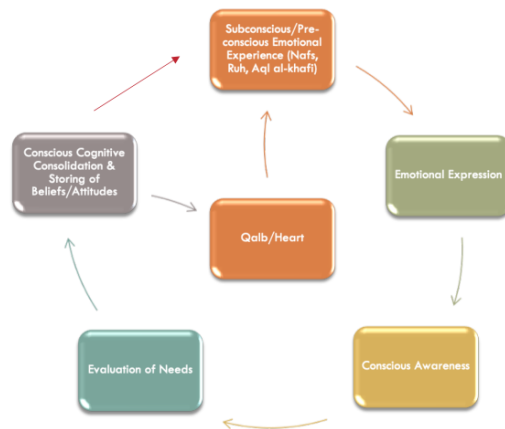 Subconscious/Pre-
conscious Emotional
Experience (Nafs,
Ruh, Aql al-khafi)
Emotional Expression
Conscious Awareness
Evaluation of Needs
Conscious Cognitive
Consolidation &
Storing of
Beliefs/Attitudes
Qalb/Heart